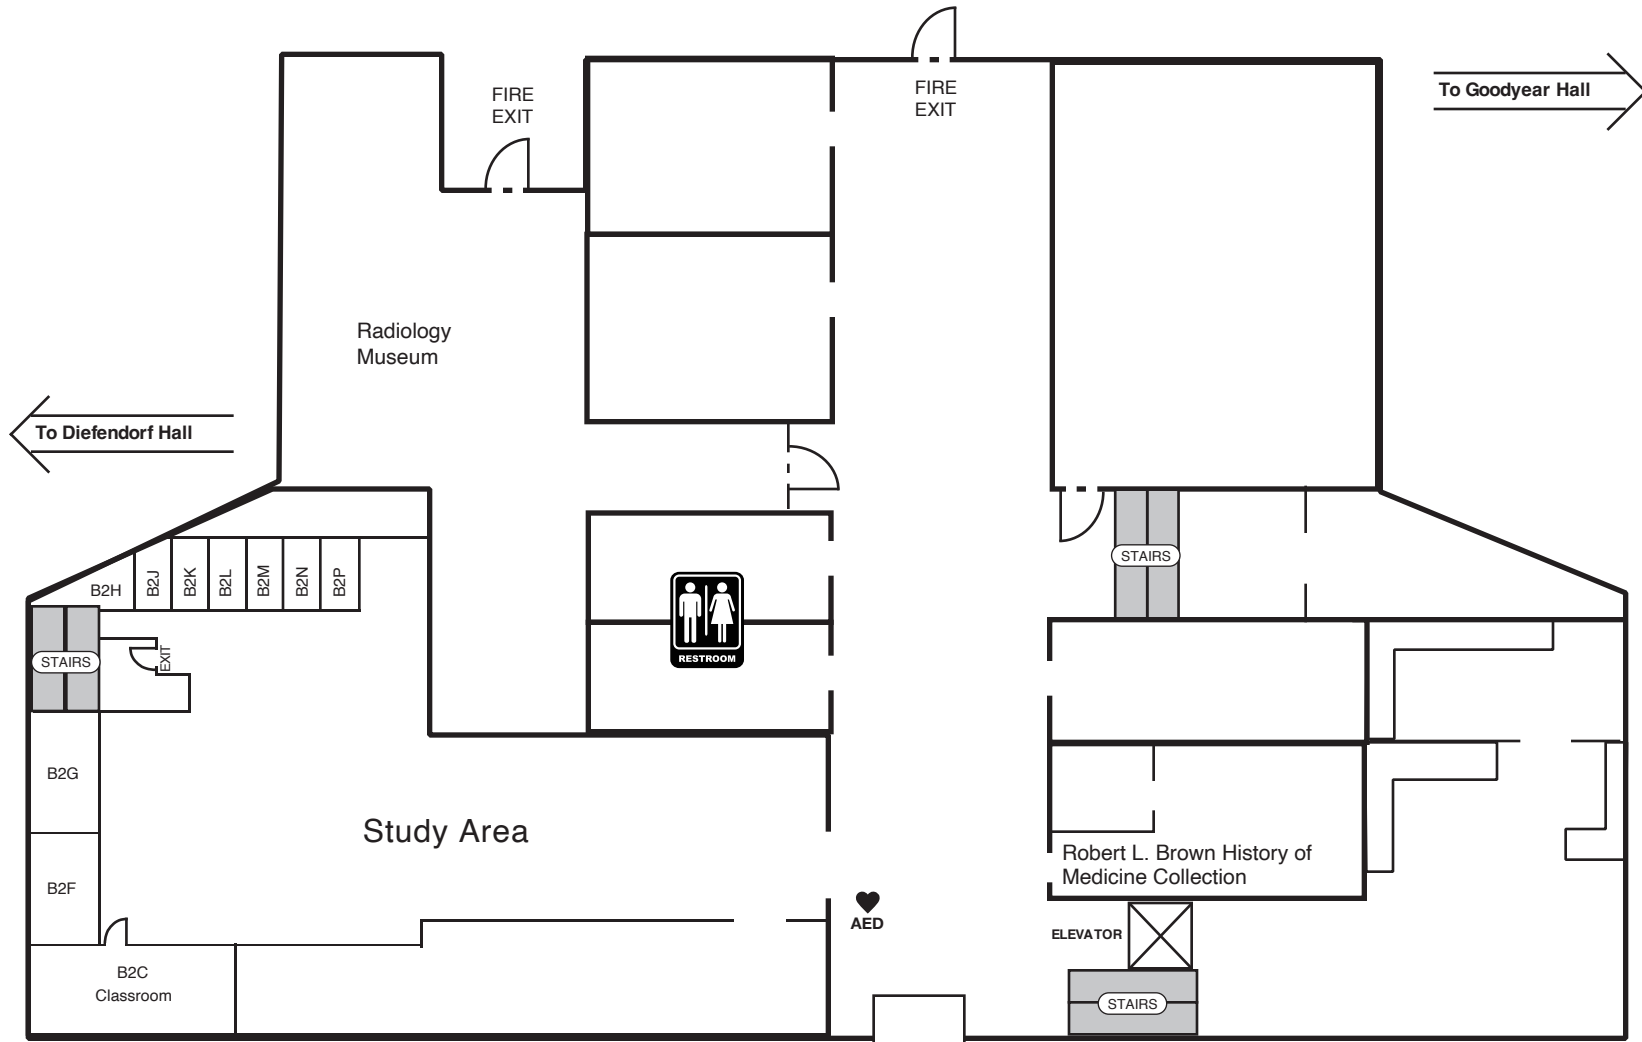 FIRE
EXIT
FIRE
EXIT
To Goodyear Hall
Radiology
Museum
To Diefendorf Hall
STAIRS
B2H
B2J
B2K
B2L
B2M
B2N
B2P
RESTROOM
STAIRS
EXIT
B2G
Study Area
Robert L. Brown History of
Medicine Collection
B2F
AED
ELEVATOR
B2C
Classroom
STAIRS